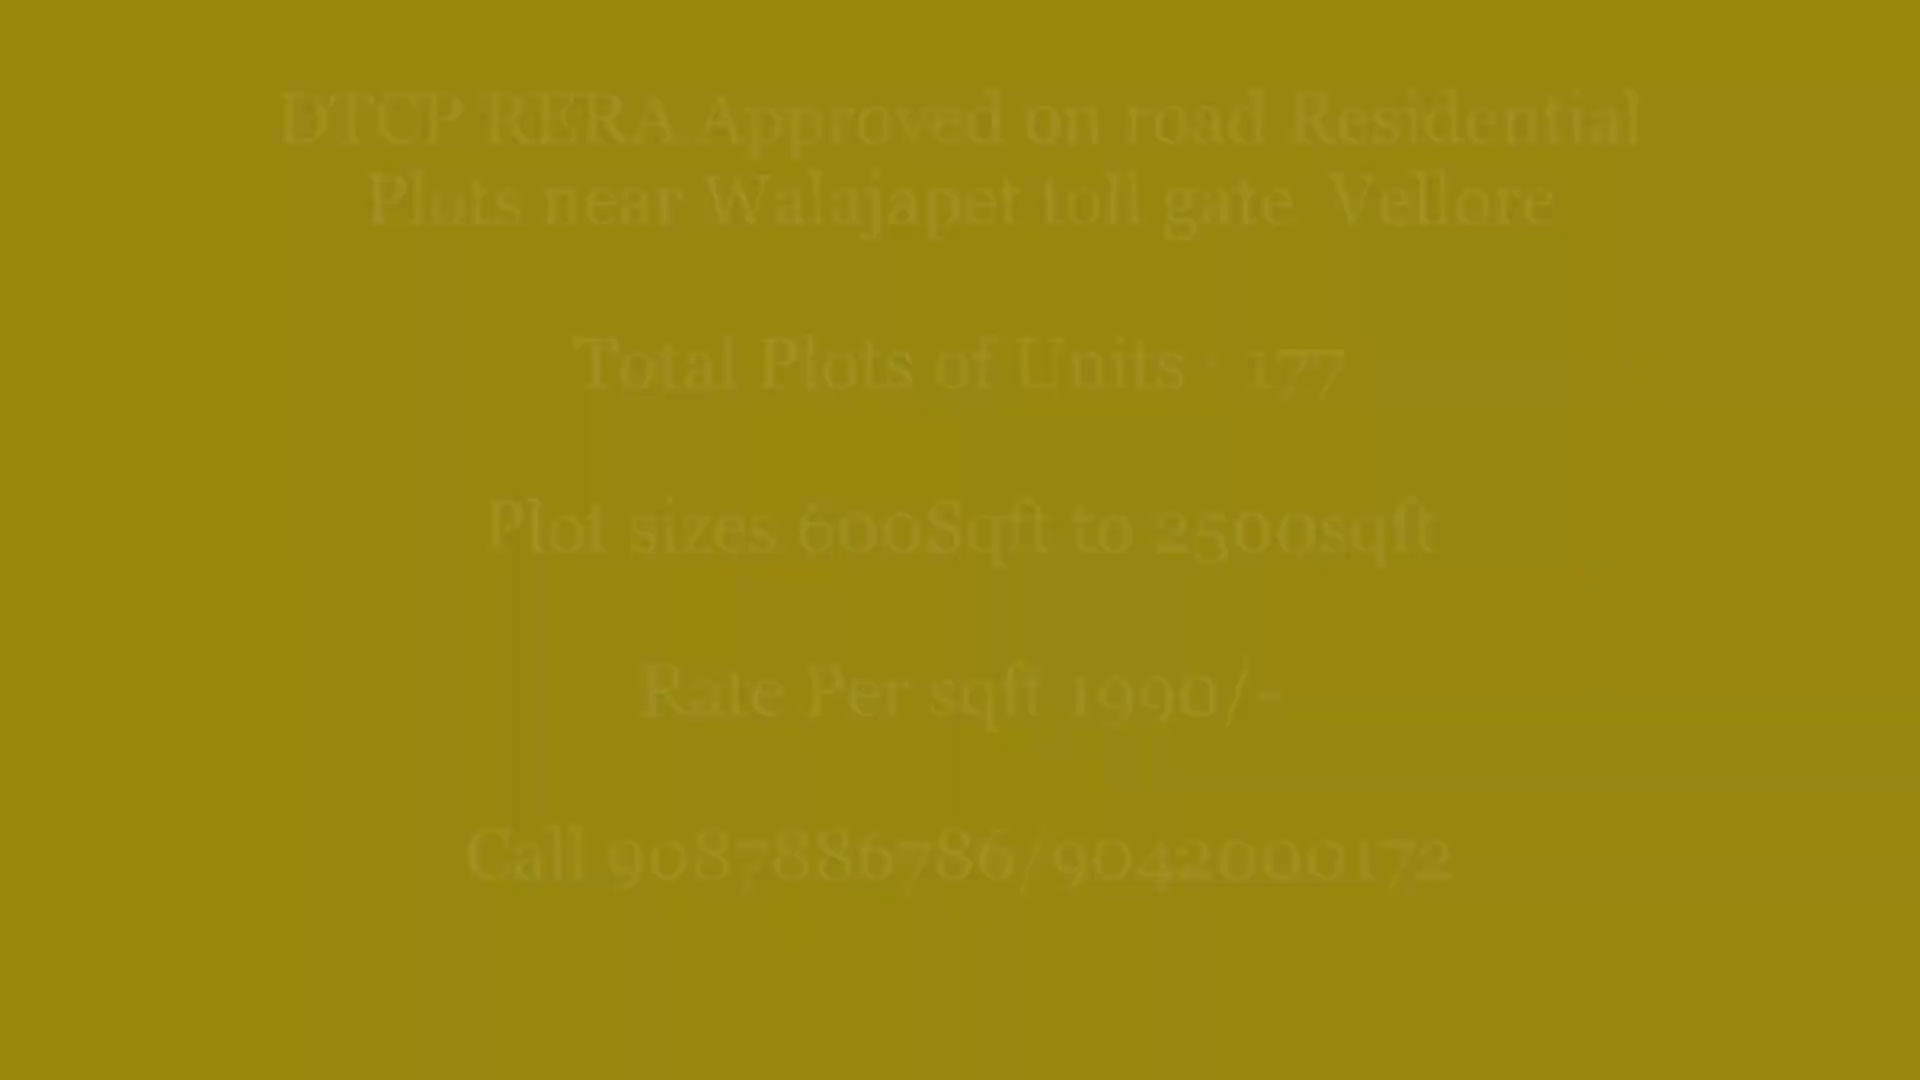 DTCP RERA Approved on road Residential
Plots near Walajapet toll gate Vellore
Total Plots of Units : 177
Plot sizes 600Sqft to 2500sqft
Rate Per sqft 1990/-
Call 9087886786/9042000172